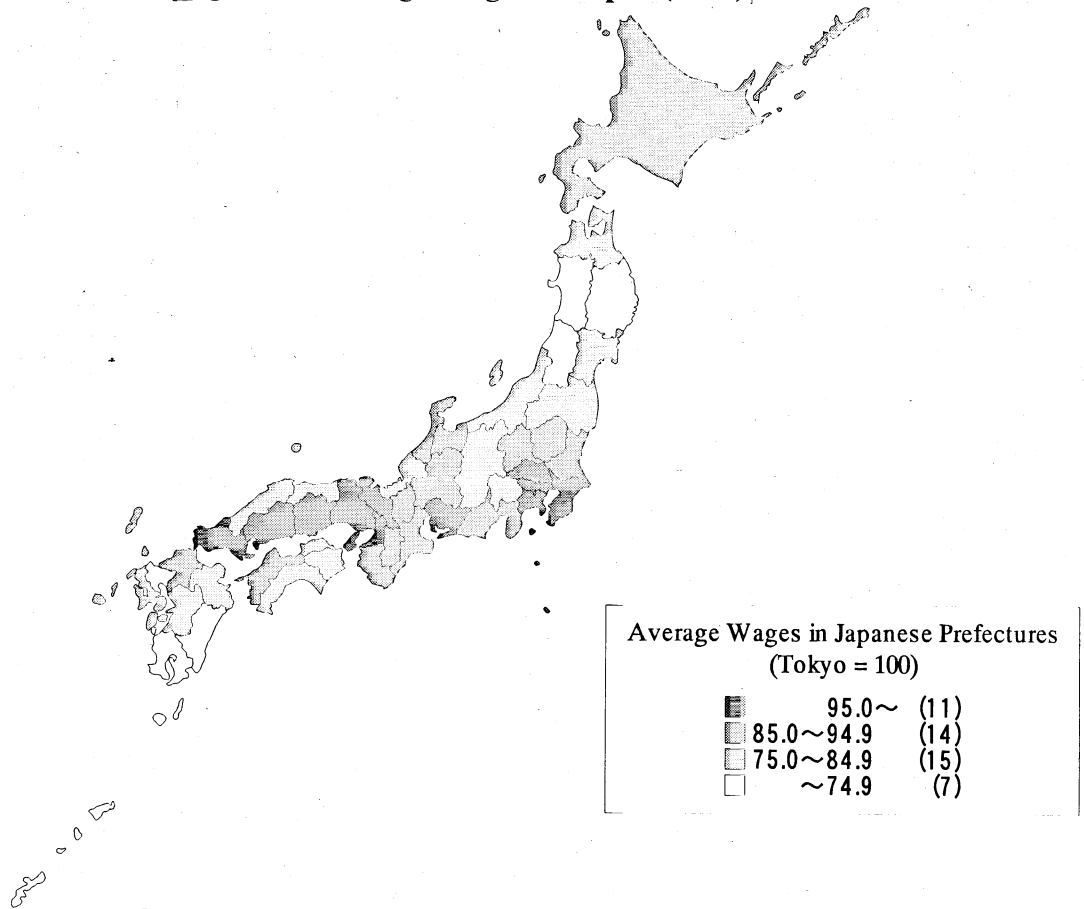 Average Wages in Japanese Prefectures
(Tokyo = 100)
95.0~ (11)
85.0~94.9 (14)
75.0~84.9 (15)
~74.9 (7)